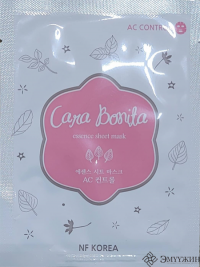 AC CONTROL
Cara Bonita
essence sheet mask
에센스 시트 마스크
AC 컨트롤
NF KOREA
Эмүүжин